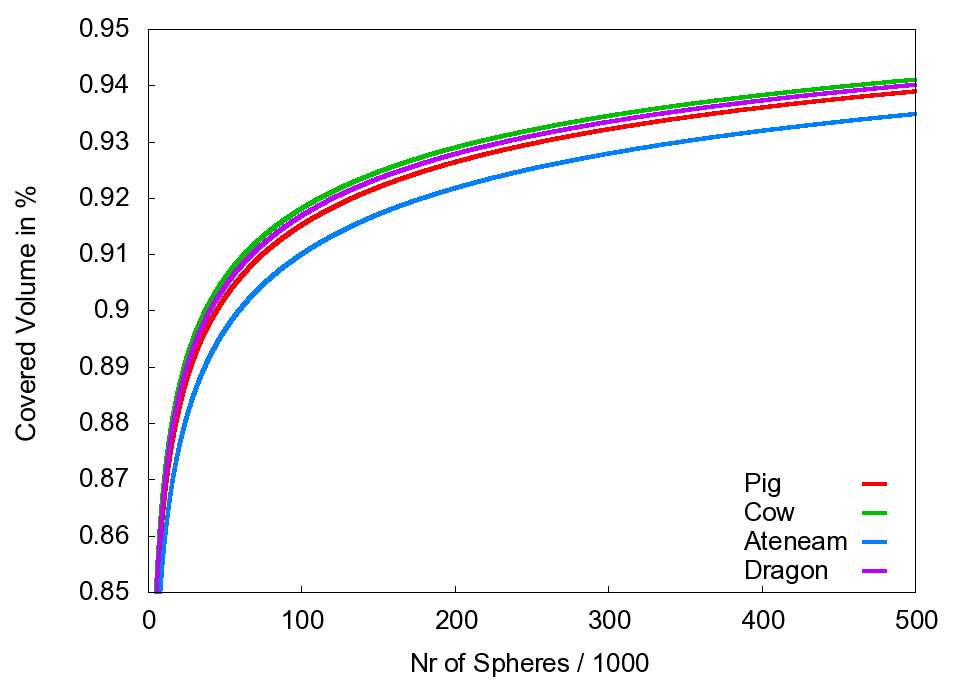 0.95
0.94
0.93
0.92
0.91
0.9
0.89
0.88
0.87
0.86
0.85
Covered Volume in %
Pig
Cow
Ateneam
Dragon
0 100 200 300 400 500
Nr of Spheres / 1000